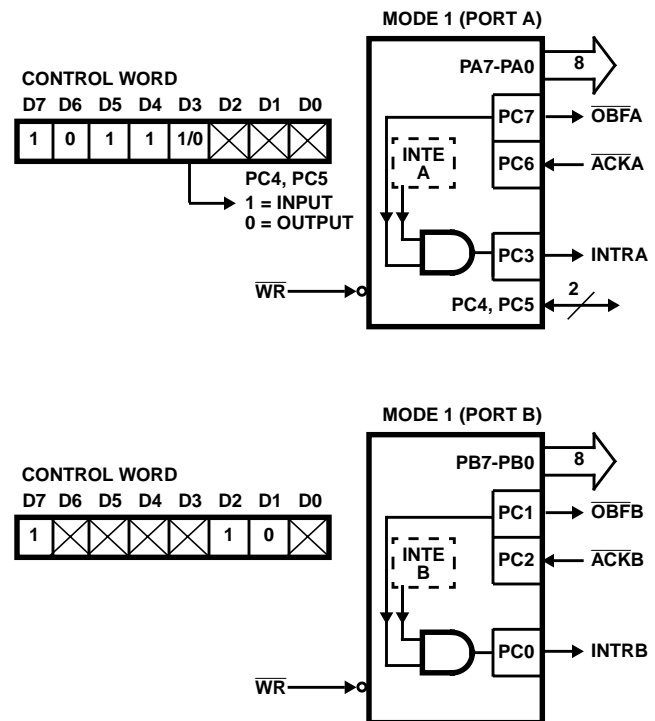 MODE 1 (PORT A)
CONTROL WORD
D7 D6 D5 D4 D3 D2 D1 D0
1 0 1 1 1/0
PC4, PC5
1 = INPUT
0 = OUTPUT
PA7-PA0
8
PC7
OBFA
INTE
A
PC6
ACKA
PC3
INTRA
WR
PC4, PC5
2
MODE 1 (PORT B)
CONTROL WORD
D7 D6 D5 D4 D3 D2 D1 D0
1 1 0
PB7-PB0
8
PC1
OBFB
INTE
B
PC2
ACKB
PC0
INTRB
WR